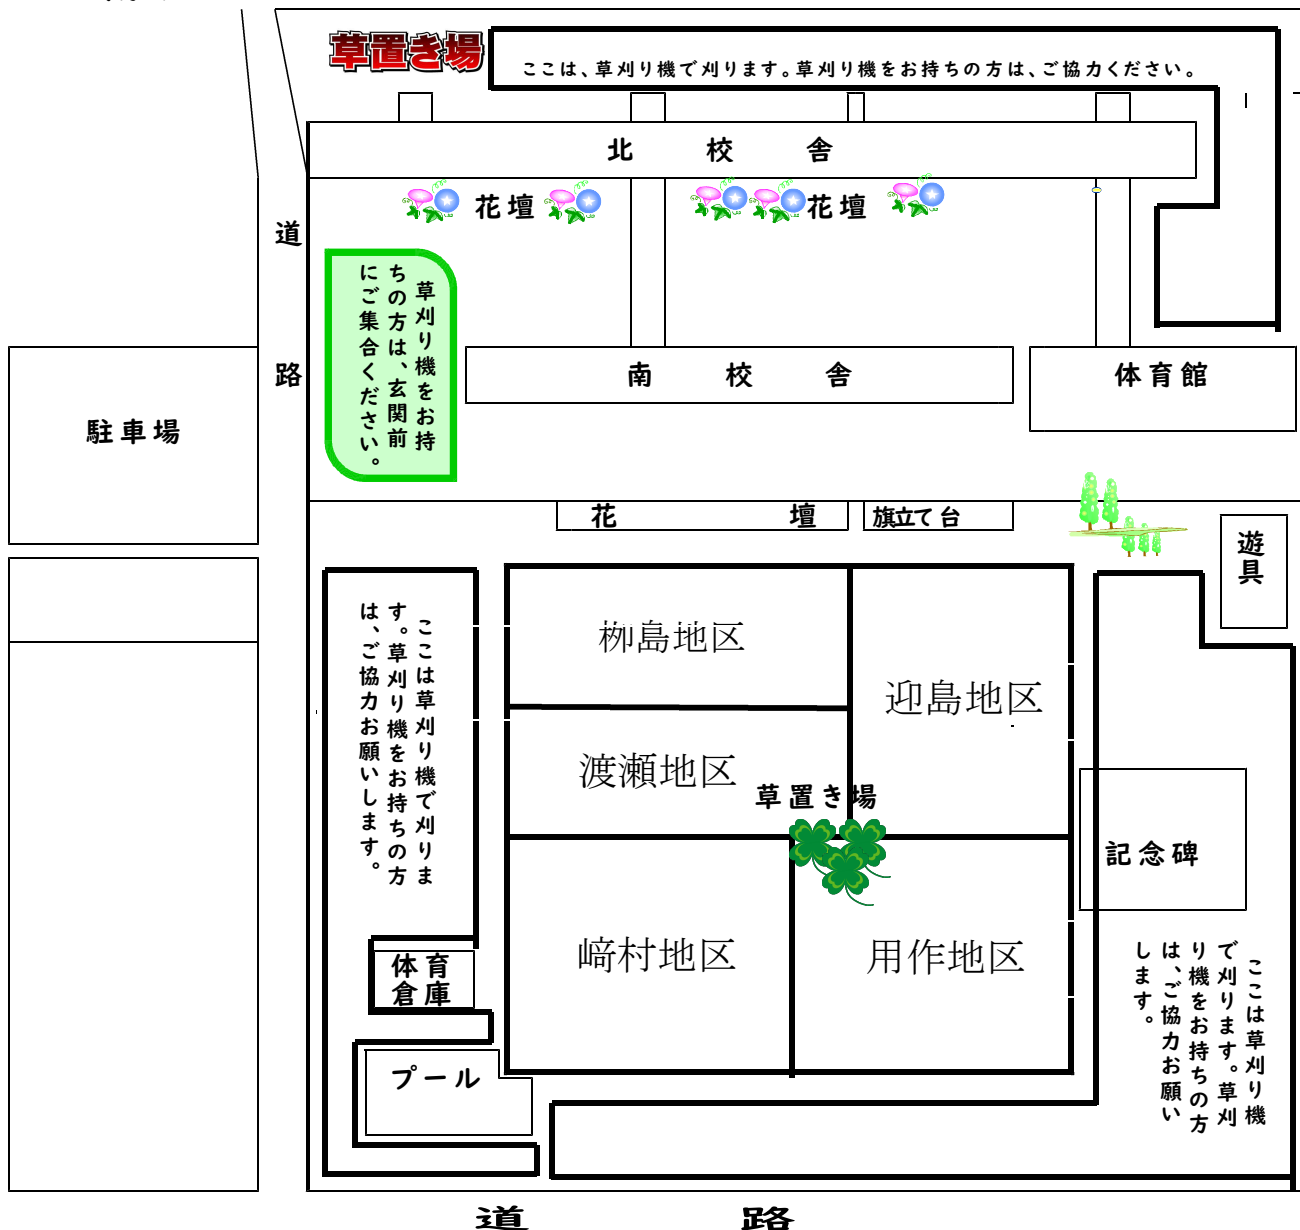 草置き場
ここは、草刈り機で刈ります。草刈り機をお持ちの方は、ご協力ください。
北校舎
花壇
花壇
道路
草刈り機をお持
ちの方は、玄関前
にご集合ください。
南校舎
体育館
駐車場
花壇
旗立て台
遊具
ここは草刈り機で刈りま
す。草刈り機をお持ちの方
は、ご協力お願いします。
栁島地区
迎島地区
渡瀬地区
草置き場
記念碑
﨑村地区
用作地区
体育
倉庫
プール
ここは草刈り機
で刈ります。草刈
り機をお持ちの方
は、ご協力お願い
します。
道路